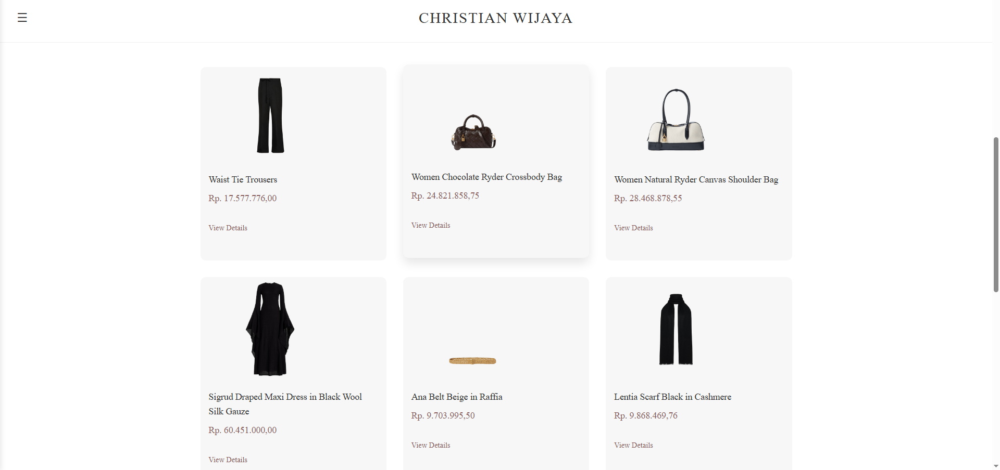 CHRISTIAN WIJAYA
Waist Tie Trousers
Rp. 17.577.776,00
View Details
Women Chocolate Ryder Crossbody Bag
Rp. 24.821.858,75
View Details
Women Natural Ryder Canvas Shoulder Bag
Rp. 28.468.878,55
View Details
Sigrud Draped Maxi Dress in Black Wool
Silk Gauze
Rp. 60.451.000,00
View Details
Ana Belt Beige in Raffia
Rp. 9.703.995,50
View Details
Lentia Scarf Black in Cashmere
Rp. 9.868.469,76
View Details